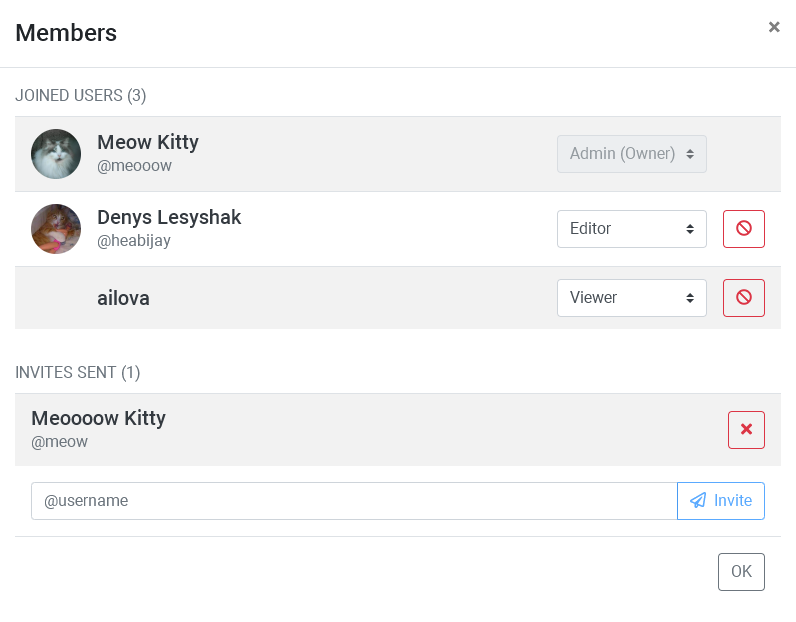 Members
×
JOINED USERS (3)
Meow Kitty
@meooow
Admin (Owner)
Denys Lesyshak
@heabijay
Editor
ailova
Viewer
INVITES SENT (1)
Meoooow Kitty
@meow
@username
Invite
OK